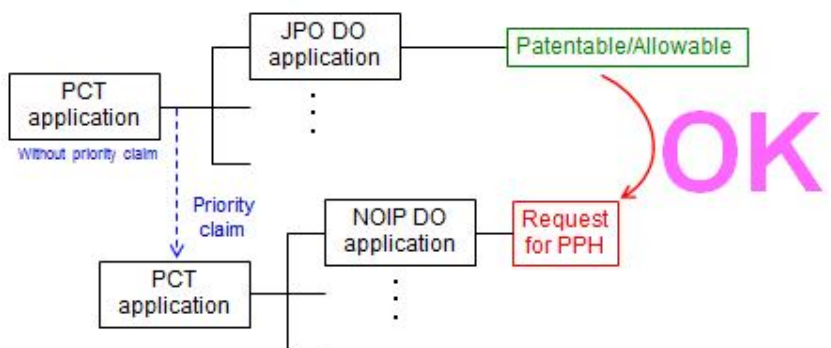 JPO DO
application
Patentable/Allowable
PCT
application
Without priority claim
OK
Priority
claim
NOIP DO
application
Request
for PPH
PCT
application